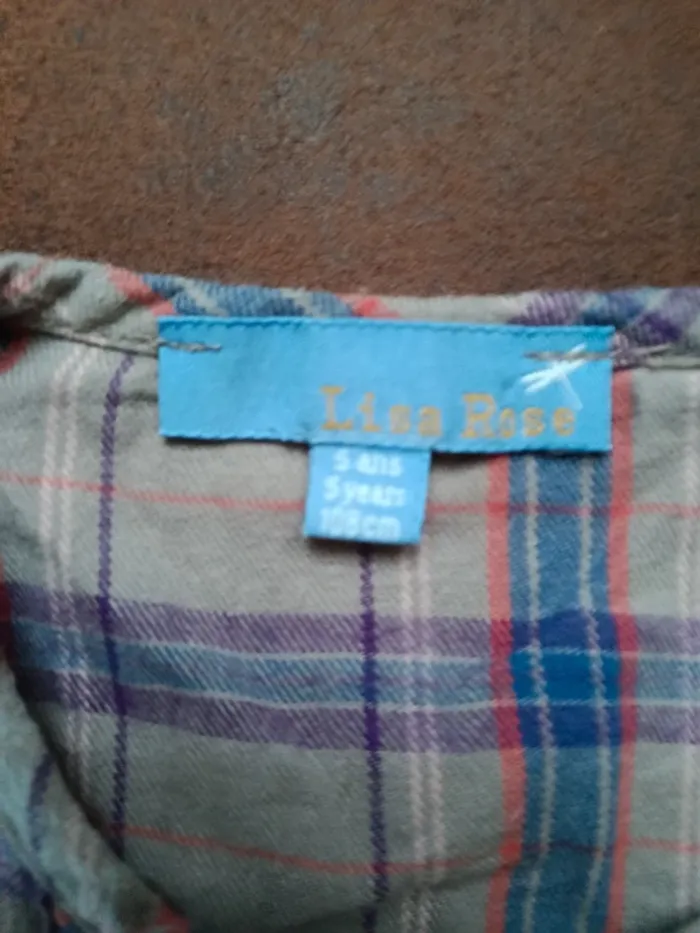 Lisa Rose
5 ans
5 years
108cm